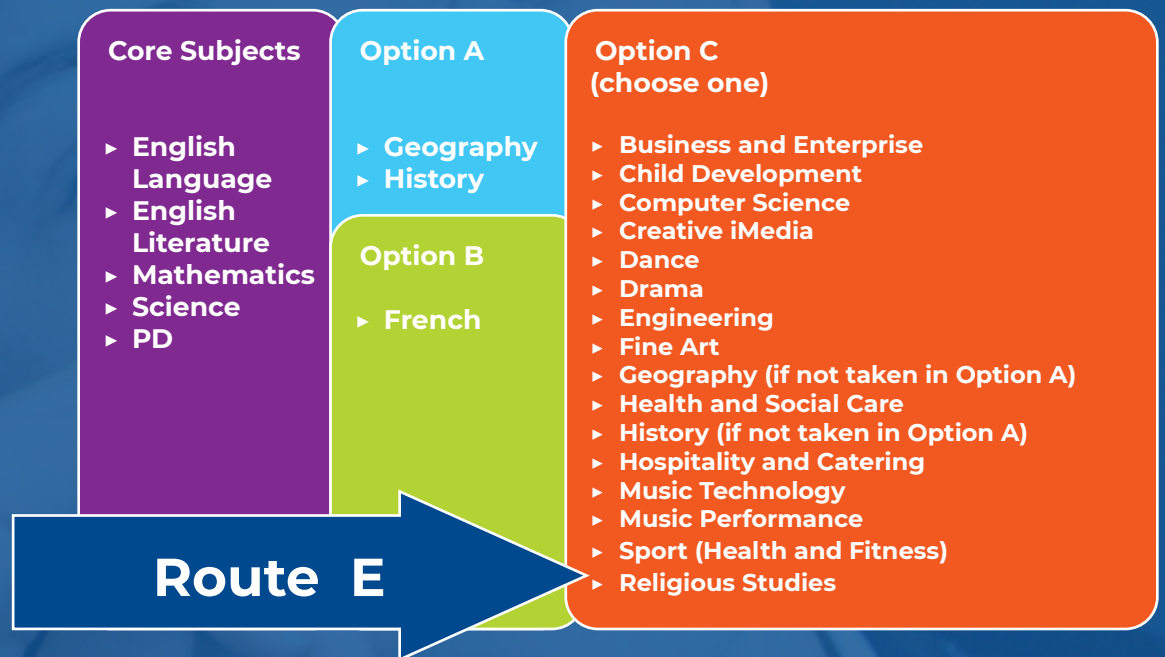 Core Subjects
► English
Language
► English
Literature
► Mathematics
► Science
► PD
Option A
► Geography
► History
Option B
► French
Option C
(choose one)
► Business and Enterprise
► Child Development
► Computer Science
► Creative iMedia
► Dance
► Drama
► Engineering
► Fine Art
► Geography (if not taken in Option A)
► Health and Social Care
► History (if not taken in Option A)
► Hospitality and Catering
► Music Technology
► Music Performance
► Sport (Health and Fitness)
► Religious Studies
Route E